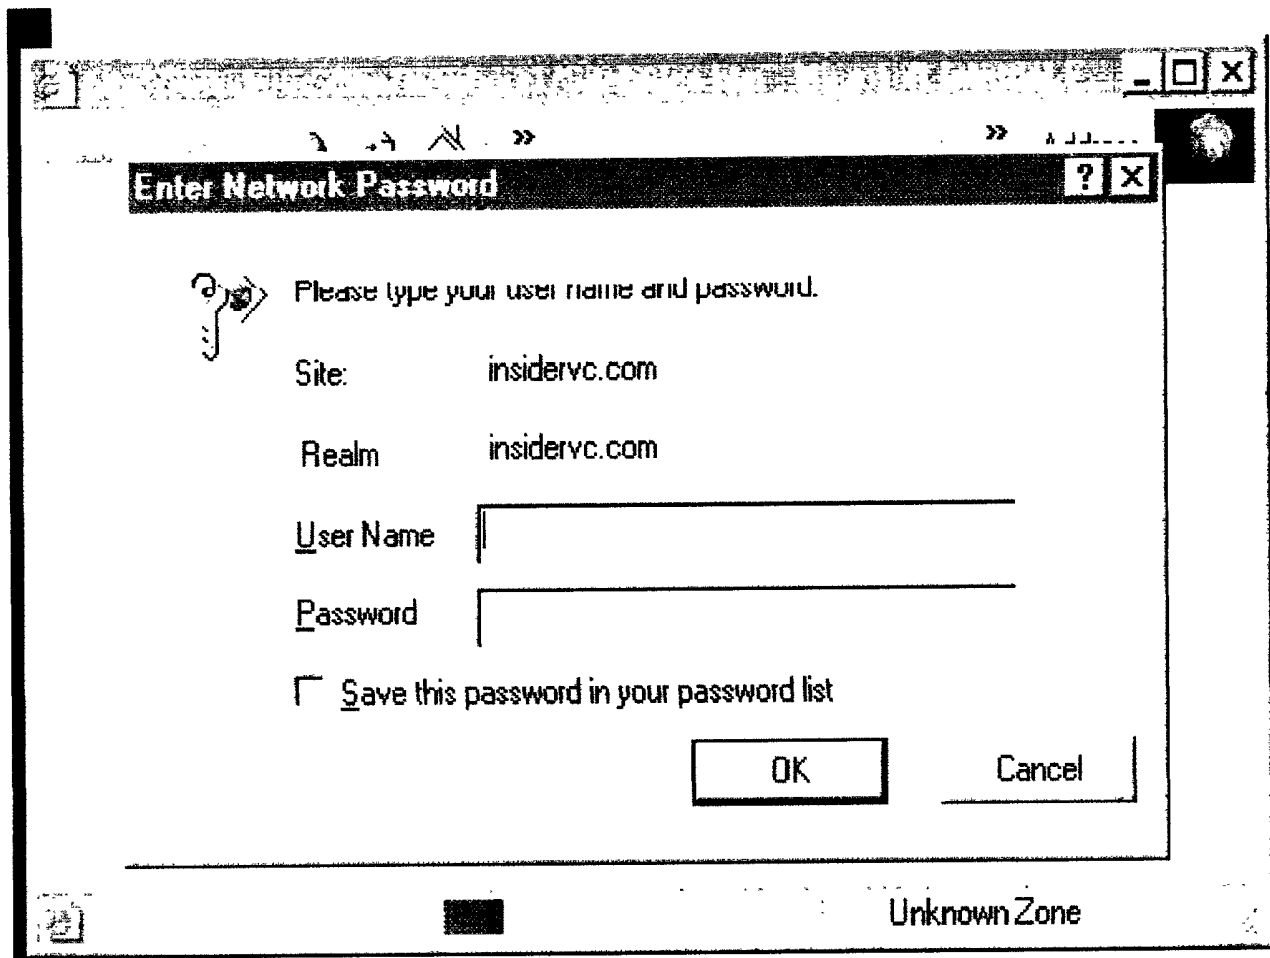 »
»
Enter Network Password
Please type your user name and password.
Site: insidervc.com
Realm insidervc.com
User Name
Password
Save this password in your password list
OK Cancel
Unknown Zone